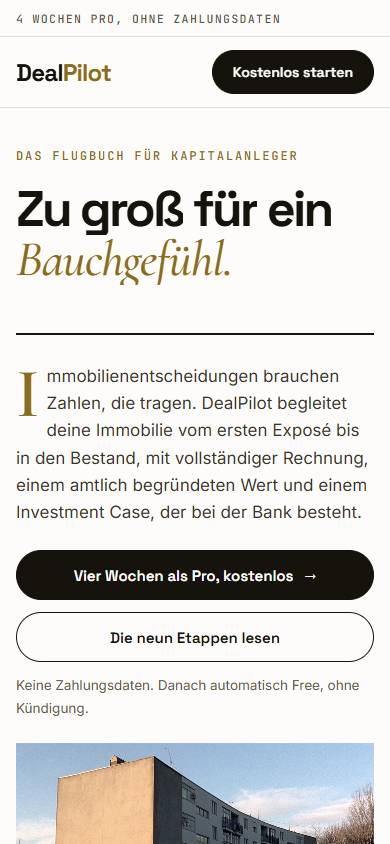 4 WOCHEN PRO, OHNE ZAHLUNGSDATEN
DealPilot
Kostenlos starten
DAS FLUGBUCH FÜR KAPITALANLEGER
Zu groß für ein
Bauchgefühl.
Immobilienentscheidungen brauchen
Zahlen, die tragen. DealPilot begleitet
deine Immobilie vom ersten Exposé bis
in den Bestand, mit vollständiger Rechnung,
einem amtlich begründeten Wert und einem
Investment Case, der bei der Bank besteht.
Vier Wochen als Pro, kostenlos →
Die neun Etappen lesen
Keine Zahlungsdaten. Danach automatisch Free, ohne
Kündigung.